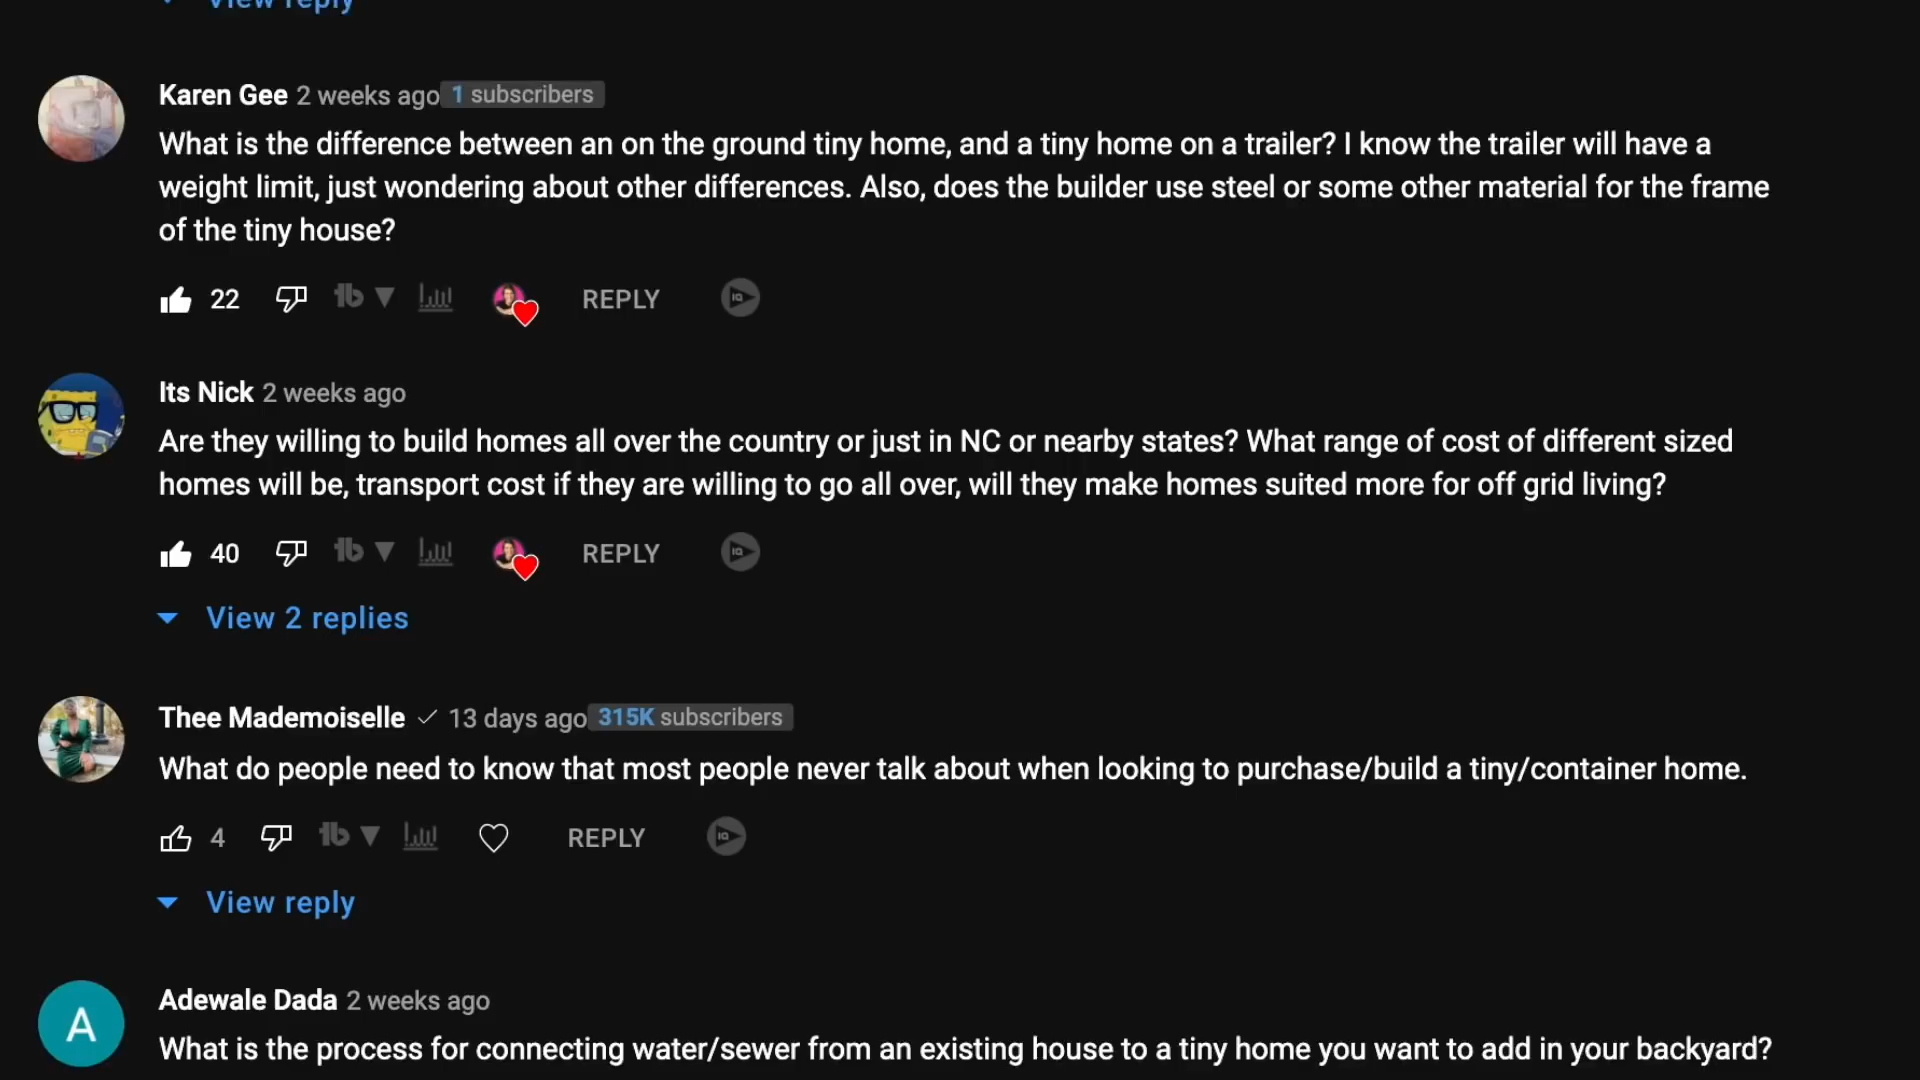 View reply
Karen Gee 2 weeks ago 1 subscribers
What is the difference between an on the ground tiny home, and a tiny home on a trailer? I know the trailer will have a
weight limit, just wondering about other differences. Also, does the builder use steel or some other material for the frame
of the tiny house?
22 tb REPLY IQ
Its Nick 2 weeks ago
Are they willing to build homes all over the country or just in NC or nearby states? What range of cost of different sized
homes will be, transport cost if they are willing to go all over, will they make homes suited more for off grid living?
40 tb REPLY IQ
View 2 replies
Thee Mademoiselle 13 days ago 315K subscribers
What do people need to know that most people never talk about when looking to purchase/build a tiny/container home.
4 tb REPLY IQ
View reply
A
Adewale Dada 2 weeks ago
What is the process for connecting water/sewer from an existing house to a tiny home you want to add in your backyard?